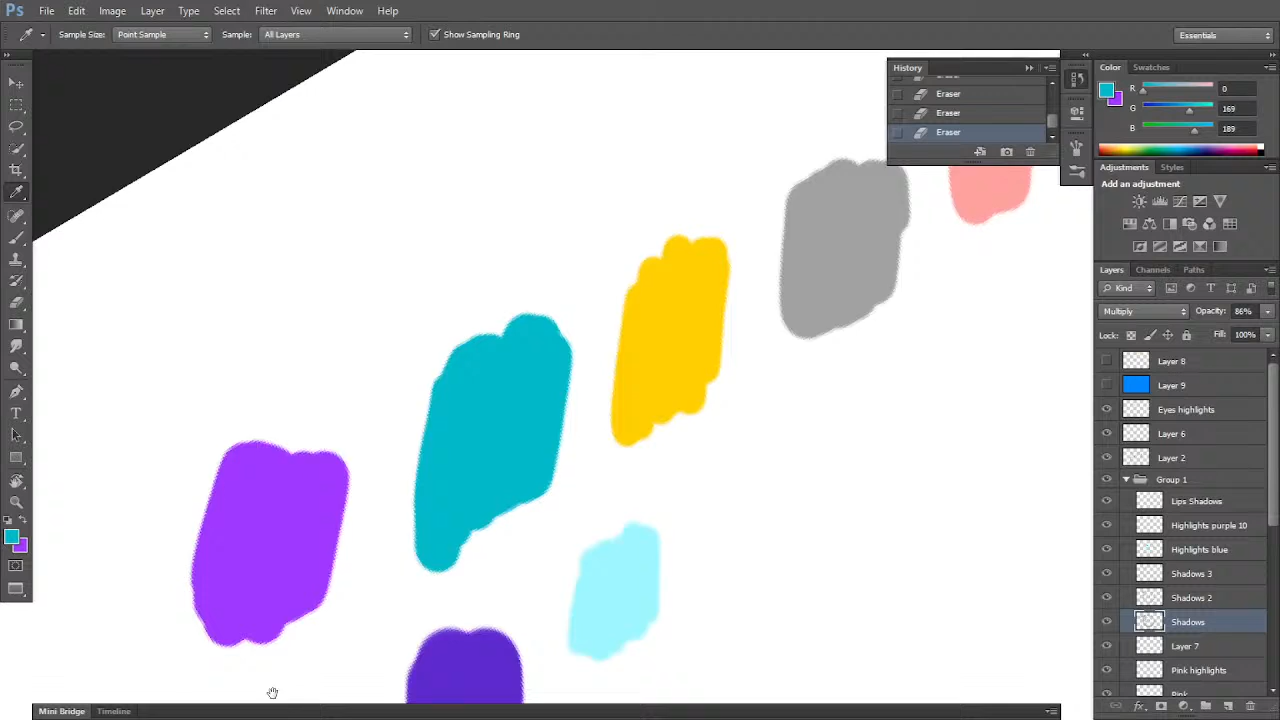 Ps File Edit Image Layer Type Select Filter View Window Help
Sample Size: Point Sample Sample: All Layers Show Sampling Ring Essentials
History
Eraser
Eraser
Eraser
Color Swatches
R 0
G 169
B 189
Adjustments Styles
Add an adjustment
Layers Channels Paths
Kind
Multiply Opacity: 86%
Lock: Fill: 100%
Layer 8
Layer 9
Eyes highlights
Layer 6
Layer 2
Group 1
Lips Shadows
Highlights purple 10
Highlights blue
Shadows 3
Shadows 2
Shadows
Layer 7
Pink highlights
Pink
Mini Bridge Timeline